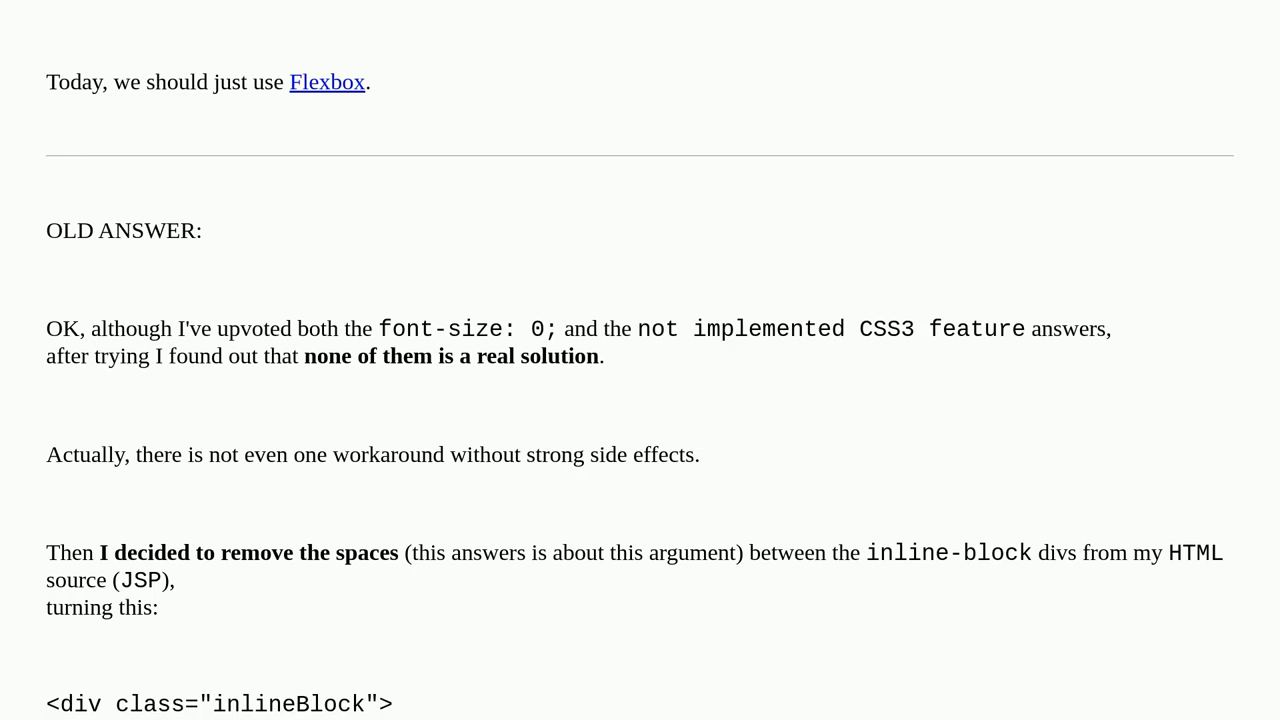 Today, we should just use Flexbox.
OLD ANSWER:
OK, although I've upvoted both the font-size: 0; and the not implemented CSS3 feature answers,
after trying I found out that none of them is a real solution.
Actually, there is not even one workaround without strong side effects.
Then I decided to remove the spaces (this answers is about this argument) between the inline-block divs from my HTML
source (JSP),
turning this:
<div class="inlineBlock">